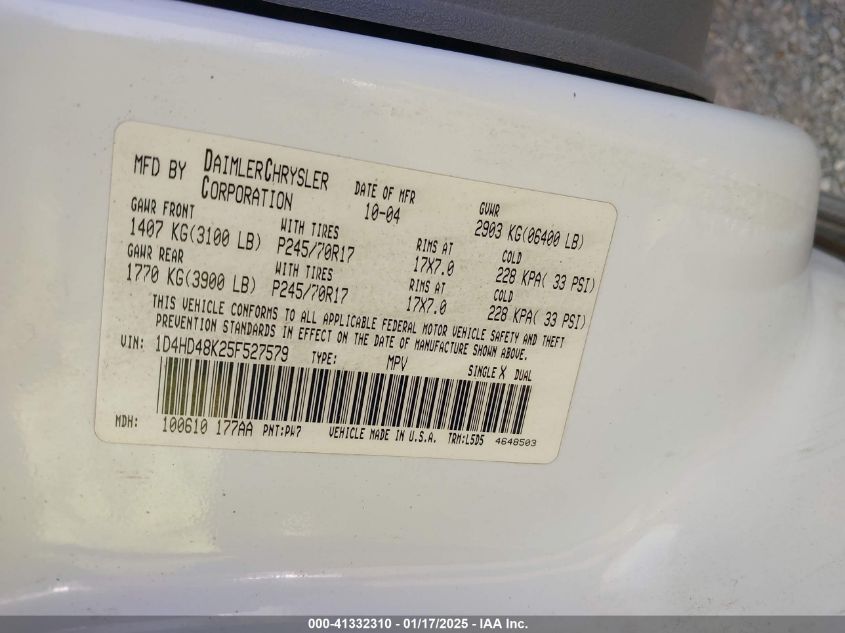 MFD BY DAIMLERCHRYSLER CORPORATION
DATE OF MFR 10-04
GVWR 2903 KG(06400 LB)
GAWR FRONT WITH TIRES RIMS AT COLD
1407 KG(3100 LB) P245/70R17 17X7.0 228 KPA( 33 PSI)
GAWR REAR WITH TIRES RIMS AT COLD
1770 KG(3900 LB) P245/70R17 17X7.0 228 KPA( 33 PSI)
THIS VEHICLE CONFORMS TO ALL APPLICABLE FEDERAL MOTOR VEHICLE SAFETY AND THEFT
PREVENTION STANDARDS IN EFFECT ON THE DATE OF MANUFACTURE SHOWN ABOVE.
VIN: 1D4HD48K25F527579 TYPE: MPV SINGLE X DUAL
MDH: 100610 177AA PNT:PW7 VEHICLE MADE IN U.S.A. TRM:L5D5 4648503
000-41332310 — 01/17/2025 — IAA Inc.